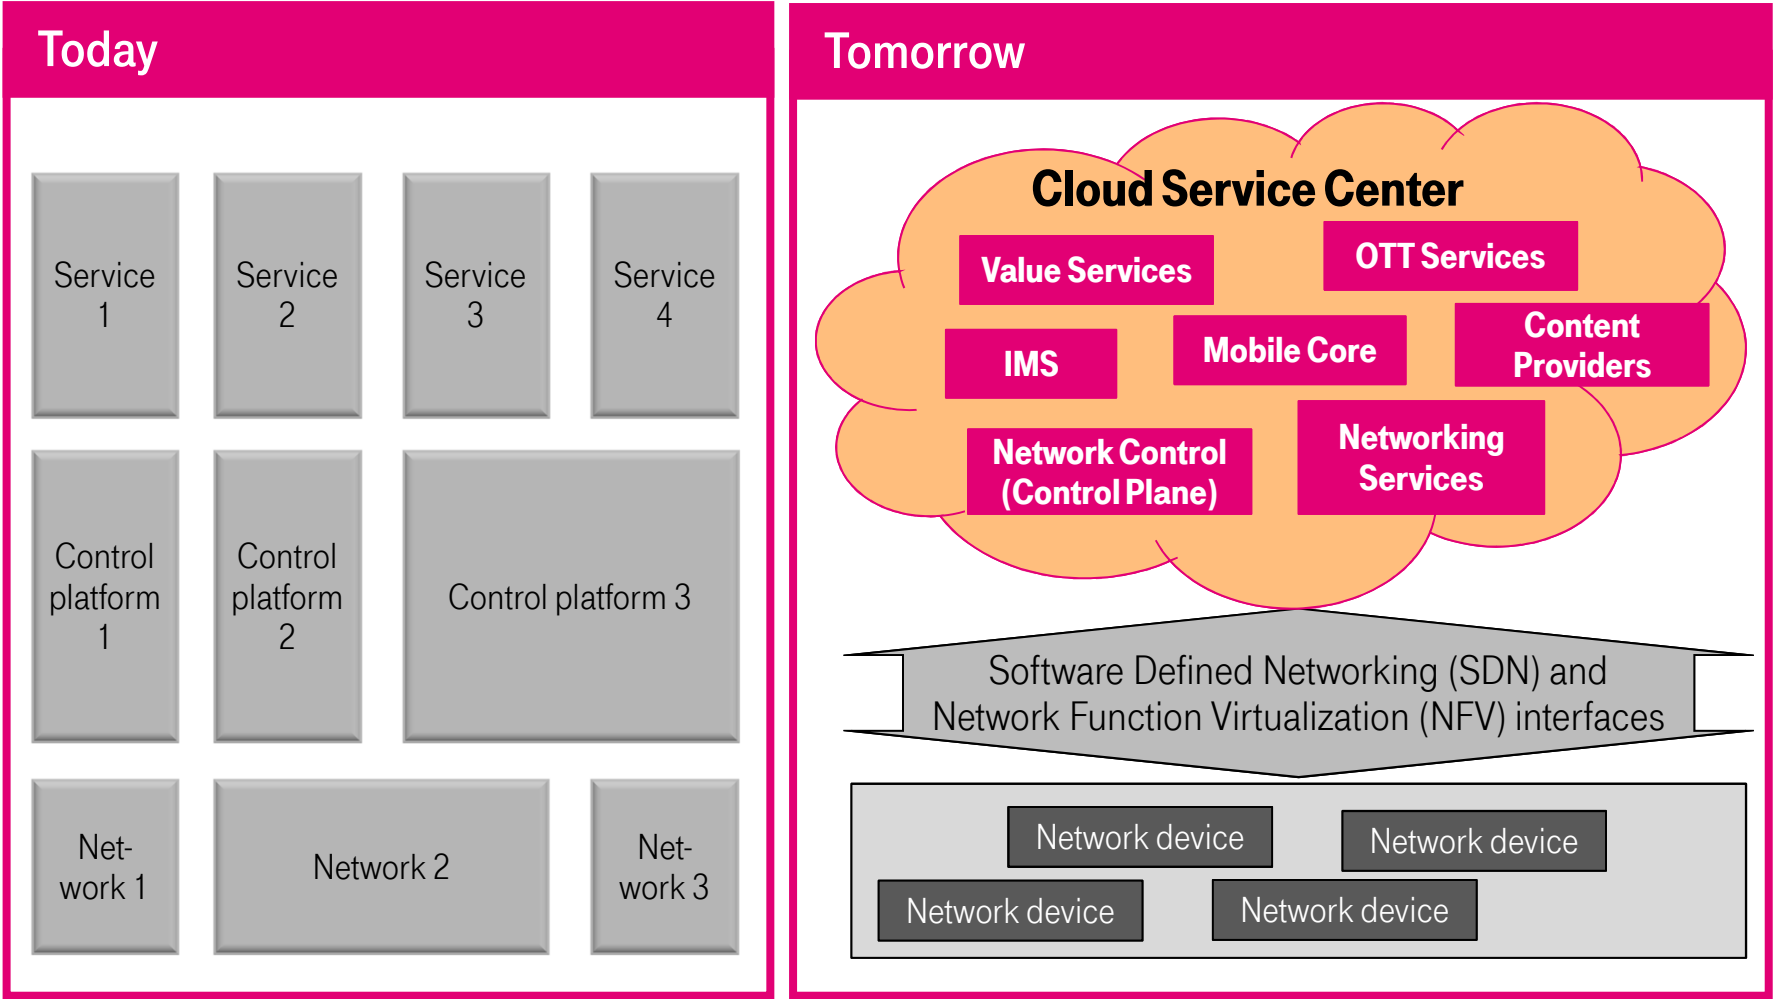 Today
Service
1
Service
2
Service
3
Service
4
Control
platform
1
Control
platform
2
Control platform 3
Net-
work 1
Network 2
Net-
work 3
Tomorrow
Cloud Service Center
Value Services
OTT Services
IMS
Mobile Core
Content
Providers
Network Control
(Control Plane)
Networking
Services
Software Defined Networking (SDN) and
Network Function Virtualization (NFV) interfaces
Network device
Network device
Network device
Network device